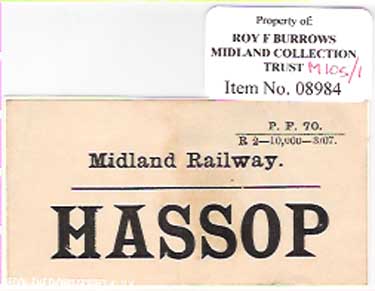 Property of:
ROY F BURROWS
MIDLAND COLLECTION
TRUST M105/1
Item No. 08984
P. F. 70.
R 2—10,000—3/07.
Midland Railway.
HASSOP